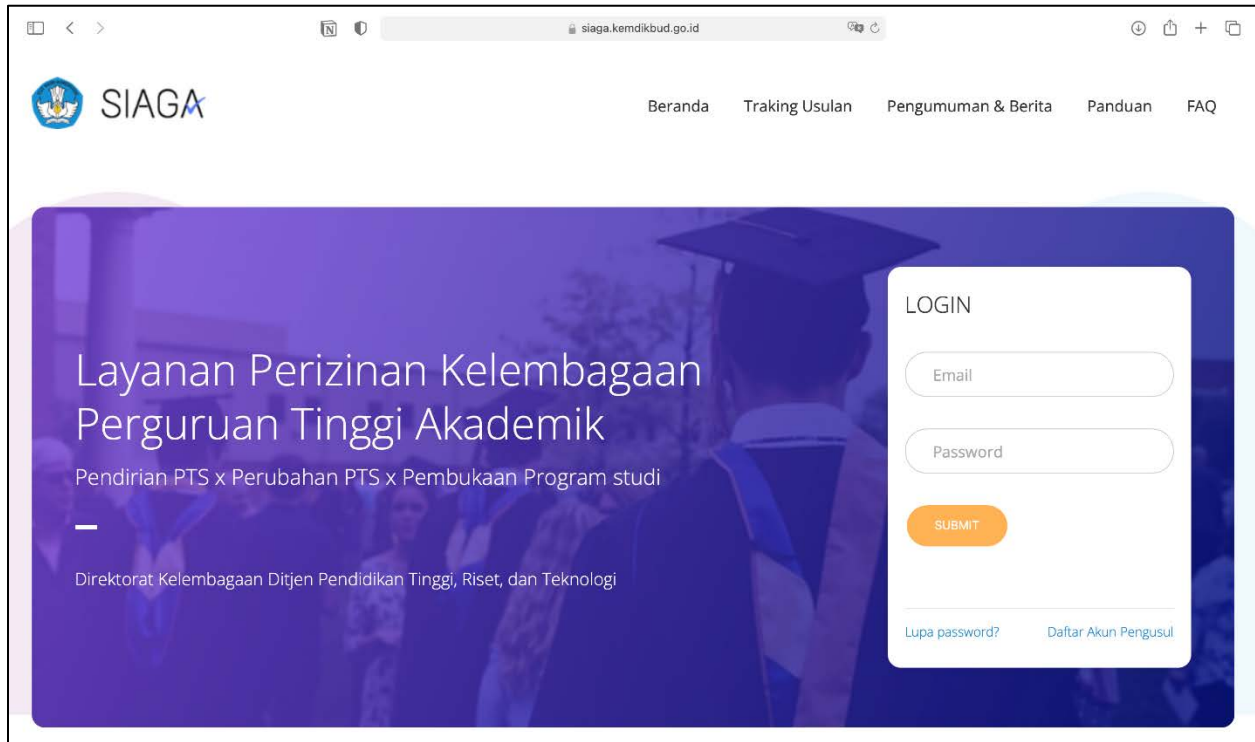 siaga.kemdikbud.go.id
SIAGA
Beranda Traking Usulan Pengumuman & Berita Panduan FAQ
LOGIN
Email
Layanan Perizinan Kelembagaan
Perguruan Tinggi Akademik
Password
Pendirian PTS x Perubahan PTS x Pembukaan Program studi
SUBMIT
Direktorat Kelembagaan Ditjen Pendidikan Tinggi, Riset, dan Teknologi
Lupa password? Daftar Akun Pengusul